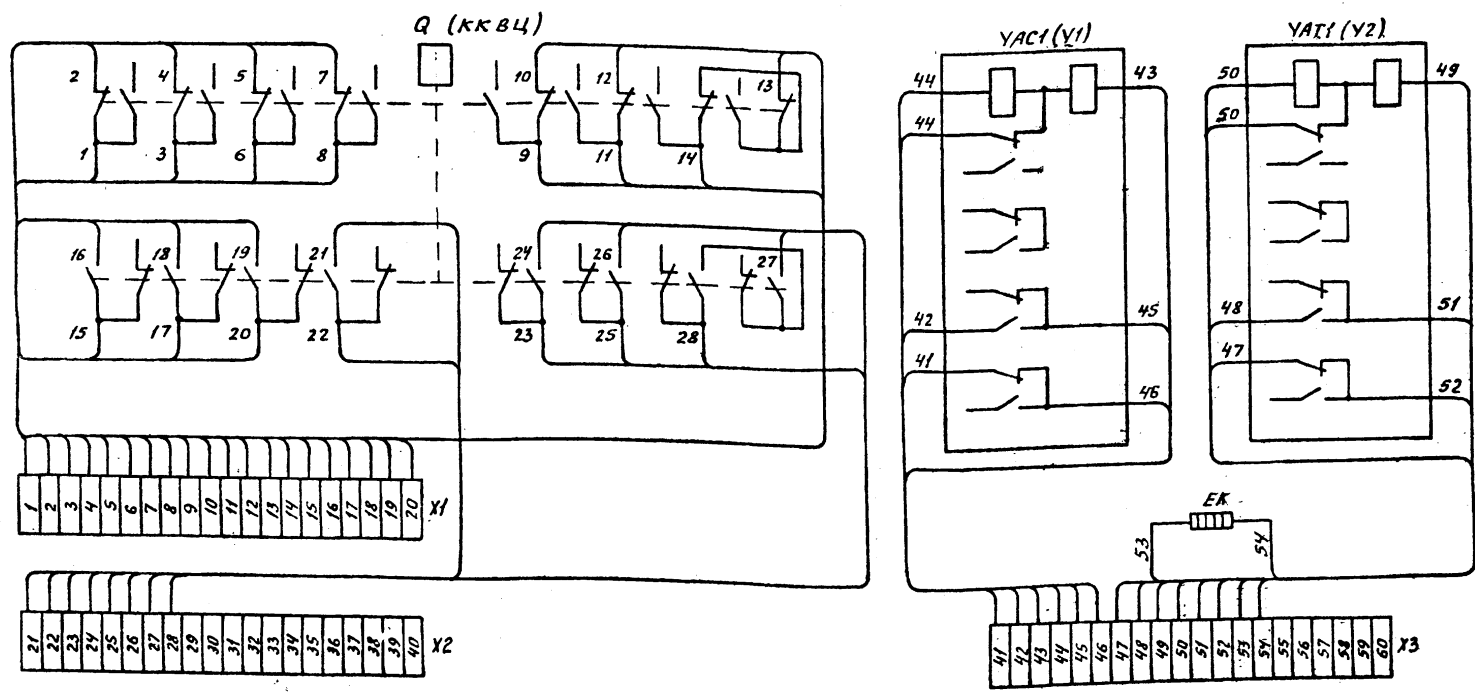 Q (ККВЦ)
YAC1 (Y1)
YAT1 (Y2)
2 4 5 7 10 12 13
1 3 6 8 9 11 14
16 18 19 21 24 26 27
15 17 20 22 23 25 28
44 43
44
42 45
41 46
50 49
50
48 51
47 52
EK
53 54
1 2 3 4 5 6 7 8 9 10 11 12 13 14 15 16 17 18 19 20 X1
21 22 23 24 25 26 27 28 29 30 31 32 33 34 35 36 37 38 39 40 X2
41 42 43 44 45 46 47 48 49 50 51 52 53 54 55 56 57 58 59 60 X3